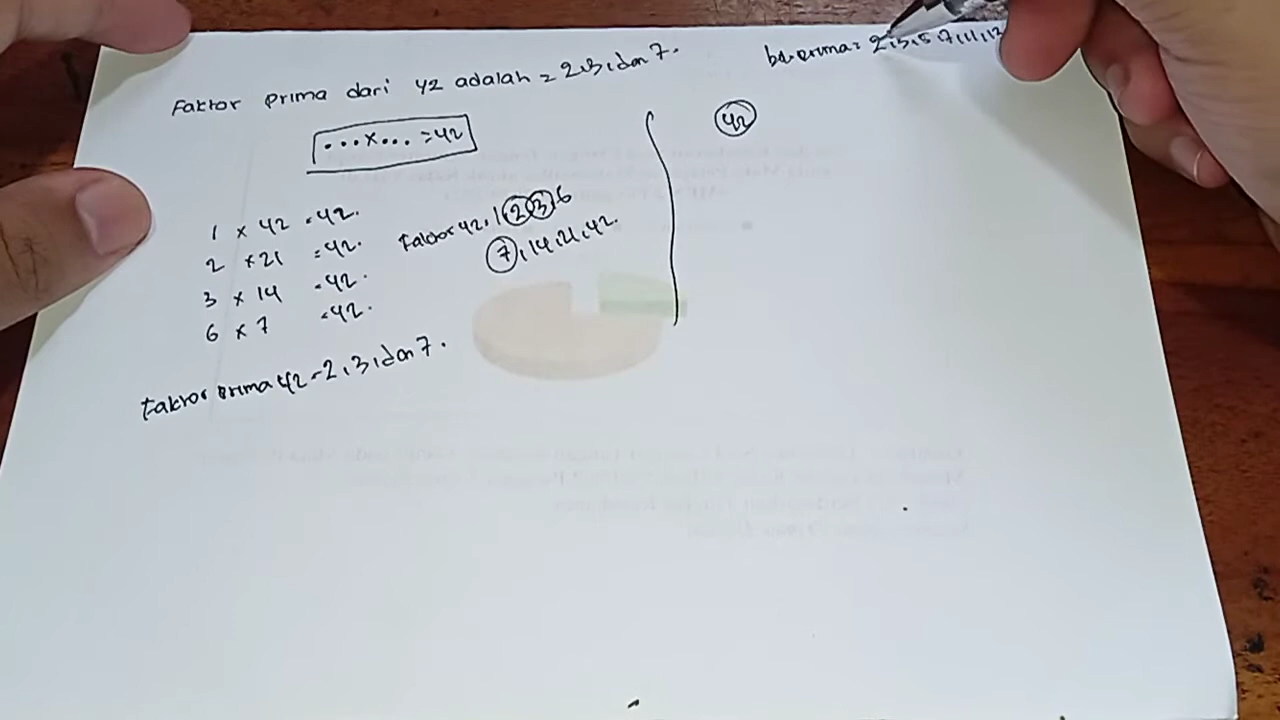 Faktor prima dari 42 adalah = 2,3, dan 7.
bil. prima = 2,3,5,7,11,13
...x... = 42
42
1 x 42 = 42.
2 x 21 = 42.
3 x 14 = 42.
6 x 7 = 42.
Faktor 42, 1,2,3,6
7, 14, 21, 42.
Faktor prima 42 = 2, 3, dan 7.